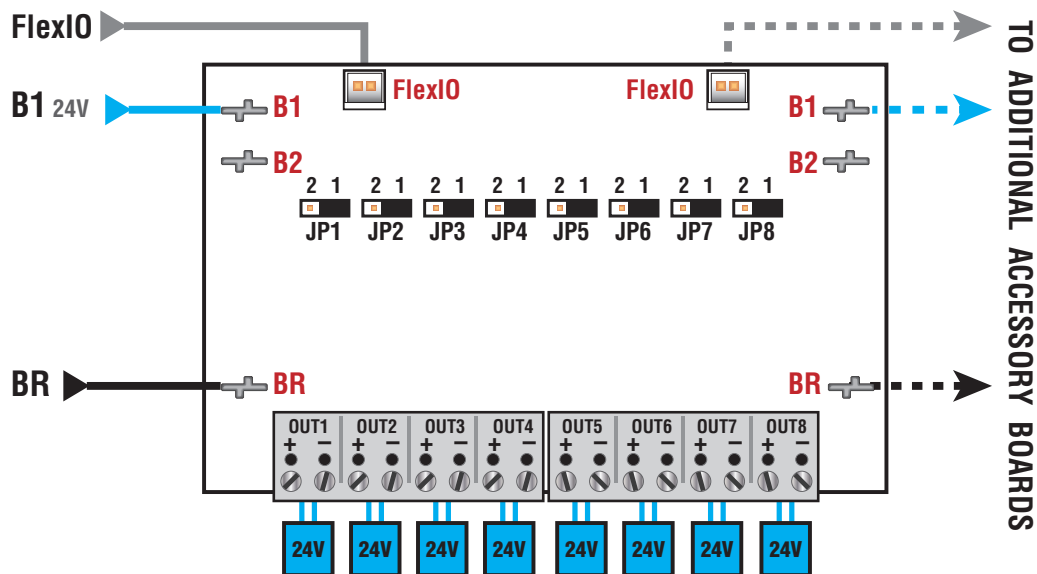 FlexIO
FlexIO FlexIO
B1 24V
B1 B1
B2 B2
2 1 2 1 2 1 2 1 2 1 2 1 2 1 2 1
JP1 JP2 JP3 JP4 JP5 JP6 JP7 JP8
BR
BR BR
OUT1 OUT2 OUT3 OUT4 OUT5 OUT6 OUT7 OUT8
+ − + − + − + − + − + − + − + −
24V 24V 24V 24V 24V 24V 24V 24V
TO ADDITIONAL ACCESSORY BOARDS